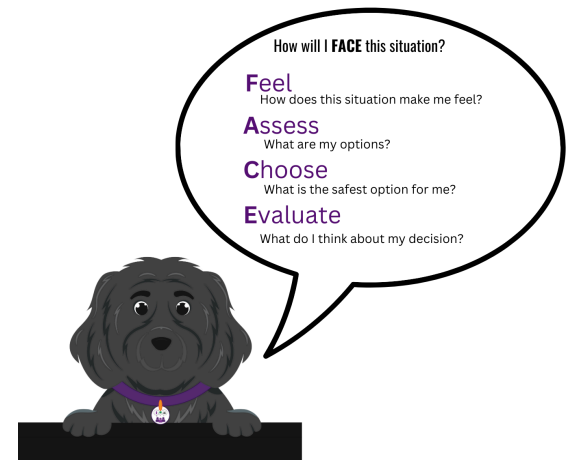 How will I FACE this situation?
Feel
How does this situation make me feel?
Assess
What are my options?
Choose
What is the safest option for me?
Evaluate
What do I think about my decision?